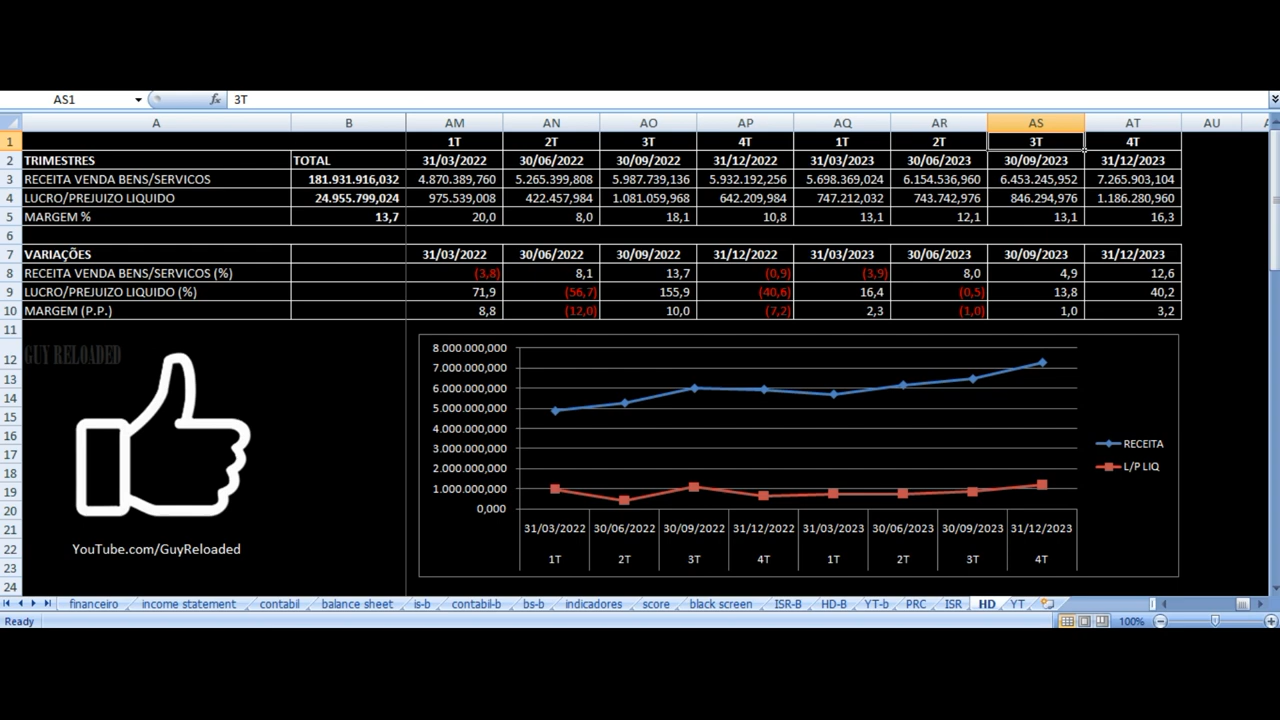 AS1 fx 3T
A B AM AN AO AP AQ AR AS AT AU
1 1T 2T 3T 4T 1T 2T 3T 4T
2 TRIMESTRES TOTAL 31/03/2022 30/06/2022 30/09/2022 31/12/2022 31/03/2023 30/06/2023 30/09/2023 31/12/2023
3 RECEITA VENDA BENS/SERVICOS 181.931.916,032 4.870.389,760 5.265.399,808 5.987.739,136 5.932.192,256 5.698.369,024 6.154.536,960 6.453.245,952 7.265.903,104
4 LUCRO/PREJUIZO LIQUIDO 24.955.799,024 975.539,008 422.457,984 1.081.059,968 642.209,984 747.212,032 743.742,976 846.294,976 1.186.280,960
5 MARGEM % 13,7 20,0 8,0 18,1 10,8 13,1 12,1 13,1 16,3
6
7 VARIAÇÕES 31/03/2022 30/06/2022 30/09/2022 31/12/2022 31/03/2023 30/06/2023 30/09/2023 31/12/2023
8 RECEITA VENDA BENS/SERVICOS (%) (3,8) 8,1 13,7 (0,9) (3,9) 8,0 4,9 12,6
9 LUCRO/PREJUIZO LIQUIDO (%) 71,9 (56,7) 155,9 (40,6) 16,4 (0,5) 13,8 40,2
10 MARGEM (P.P.) 8,8 (12,0) 10,0 (7,2) 2,3 (1,0) 1,0 3,2
11
12 GUY RELOADED
13
14
15
16
17
18
19
20
21
22 YouTube.com/GuyReloaded
23
24
8.000.000,000
7.000.000,000
6.000.000,000
5.000.000,000
4.000.000,000
3.000.000,000
2.000.000,000
1.000.000,000
0,000
31/03/2022 30/06/2022 30/09/2022 31/12/2022 31/03/2023 30/06/2023 30/09/2023 31/12/2023
1T 2T 3T 4T 1T 2T 3T 4T
RECEITA
L/P LIQ
financeiro income statement contabil balance sheet is-b contabil-b bs-b indicadores score black screen ISR-B HD-B YT-b PRC ISR HD YT
Ready 100%